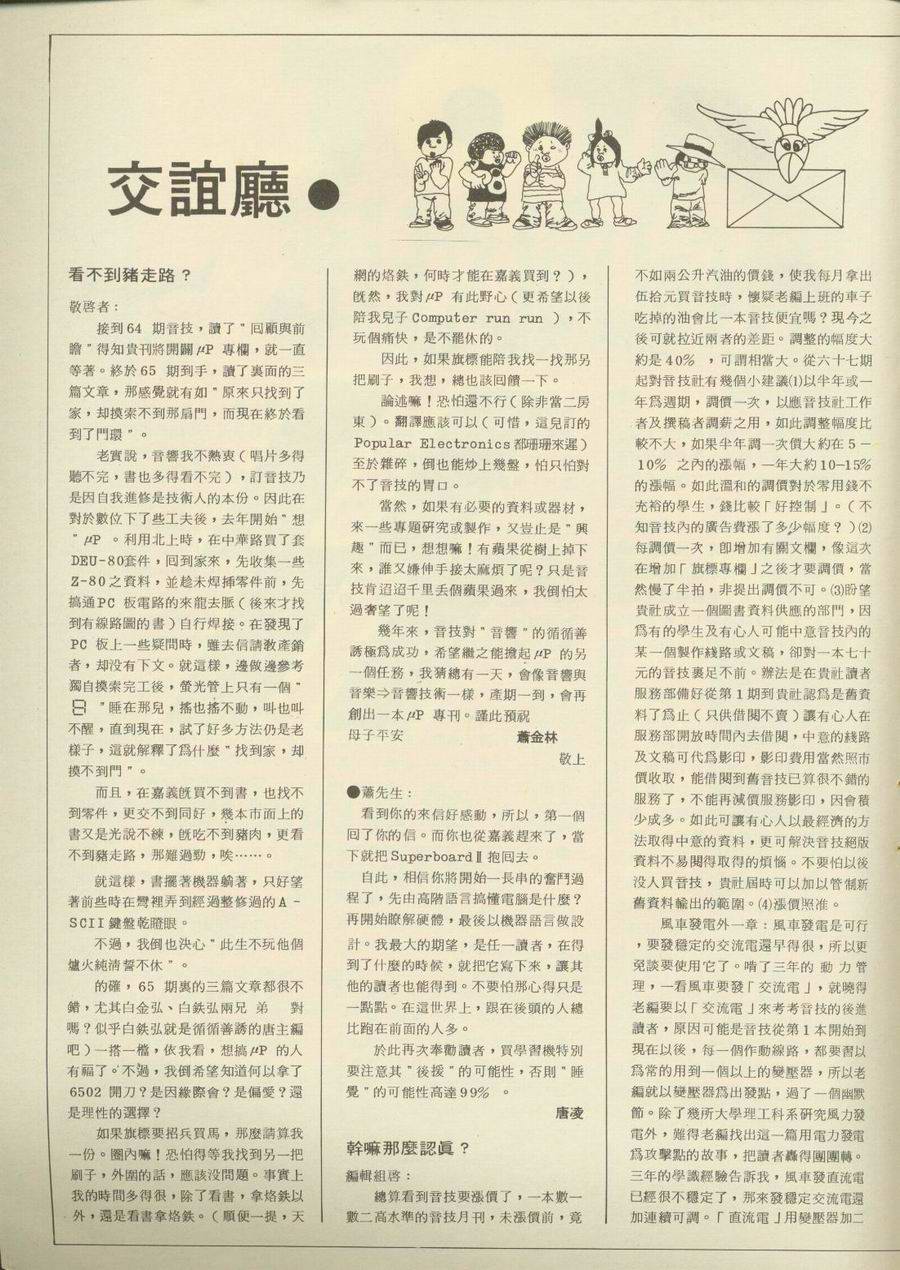 交誼廳●
看不到豬走路？
敬啓者：
接到64 期音技，讀了〝回顧與前
瞻〞得知貴刊將開闢μP 專欄，就一直
等著。終於65 期到手，讀了裏面的三
篇文章，那感覺就有如〝原來只找到了
家，却摸索不到那扇門，而現在終於看
到了門環〞。
老實說，音響我不熱衷（唱片多得
聽不完，書也多得看不完），訂音技乃
是因自我進修是技術人的本份。因此在
對於數位下了些工夫後，去年開始〝想
〞μP 。利用北上時，在中華路買了套
DEU-80套件，回到家來，先收集一些
Z-80之資料，並趁未焊揷零件前，先
搞通PC 板電路的來龍去脈（後來才找
到有線路圖的書）自行焊接。在發現了
PC 板上一些疑問時，雖去信請敎產銷
者，却没有下文。就這樣，邊做邊參考
獨自摸索完工後，螢光管上只有一個〝
8 〞睡在那兒，搖也搖不動，叫也叫
不醒，直到現在，試了好多方法仍是老
樣子，這就解釋了爲什麼〝找到家，却
摸不到門〞。
而且，在嘉義旣買不到書，也找不
到零件，更交不到同好，幾本市面上的
書又是光說不練，旣吃不到豬肉，更看
不到豬走路，那雖過癮，唉……。
就這樣，書擺著機器躺著，只好望
著前些時在灣裡弄到經過整修過的A -
SCII 鍵盤乾瞪眼。
不過，我倒也決心〝此生不玩他個
爐火純淸誓不休〞。
的確，65 期裏的三篇文章都很不
錯，尤其白金弘、白鉄弘兩兄 弟 對
嗎？似乎白鉄弘就是循循善誘的唐主編
吧）一搭一檔，依我看，想搞μP 的人
有福了。不過，我倒希望知道何以拿了
6502 開刀？是因緣際會？是偏愛？還
是理性的選擇？
如果旗標要招兵買馬，那麼請算我
一份。圈內嘛！恐怕得等我找到另一把
刷子，外圍的話，應該没問題。事實上
我的時間多得很，除了看書，拿烙鉄以
外，還是看書拿烙鉄。（順便一提，天
網的烙鉄，何時才能在嘉義買到？），
旣然，我對μP 有此野心（更希望以後
陪我兒子Computer run run ），不
玩個痛快，是不罷休的。
因此，如果旗標能陪我找一找那另
把刷子，我想，總也該回饋一下。
論述嘛！恐怕還不行（除非當二房
東）。翻譯應該可以（可惜，這兒訂的
Popular Electronics 都珊珊來遲）
至於雜碎，倒也能炒上幾盤，怕只怕對
不了音技的胃口。
當然，如果有必要的資料或器材，
來一些專題研究或製作，又豈止是〝興
趣〞而已，想想嘛！有蘋果從樹上掉下
來，誰又嫌伸手接太麻煩了呢？只是音
技肯迢迢千里丟個蘋果過來，我倒怕太
過奢望了呢！
幾年來，音技對〝音響〞的循循善
誘極爲成功，希望繼之能擔起μP 的另
一個任務，我猜總有一天，會像音響與
音樂⇒音響技術一樣，產期一到，會再
創出一本μP 專刊。謹此預祝
母子平安 蕭金林
敬上
●蕭先生：
看到你的來信好感動，所以，第一個
回了你的信。而你也從嘉義趕來了，當
下就把SuperboardⅡ抱回去。
自此，相信你將開始一長串的奮鬥過
程了，先由高階語言搞懂電腦是什麼？
再開始瞭解硬體，最後以機器語言做設
計。我最大的期望，是任一讀者，在得
到了什麼的時候，就把它寫下來，讓其
他的讀者也能得到。不要怕那心得只是
一點點。在這世界上，跟在後頭的人總
比跑在前面的人多。
於此再次奉勸讀者，買學習機特別
要注意其〝後援〞的可能性，否則〝睡
覺〞的可能性高達99% 。
唐凌
幹嘛那麼認眞？
編輯組啓：
總算看到音技要漲價了，一本數一
數二高水準的音技月刊，未漲價前，竟
不如兩公升汽油的價錢，使我每月拿出
伍拾元買音技時，懷疑老編上班的車子
吃掉的油會比一本音技便宜嗎？現今之
後可就拉近兩者的差距。調整的幅度大
約是40% ，可謂相當大。從六十七期
起對音技社有幾個小建議⑴以半年或一
年爲週期，調價一次，以應音技社工作
者及撰稿者調薪之用，如此調整幅度比
較不大，如果半年調一次價大約在5 -
10% 之內的漲幅，一年大約10-15%
的漲幅。如此溫和的調價對於零用錢不
充裕的學生，錢比較「好控制」。（不
知音技內的廣告費漲了多少幅度？）⑵
每調價一次，卽增加有關文欄，像這次
在增加「旗標專欄」之後才要調價，當
然慢了半拍，非提出調價不可。⑶盼望
貴社成立一個圖書資料供應的部門，因
爲有的學生及有心人可能中意音技內的
某一個製作綫路或文稿，卻對一本七十
元的音技裹足不前。辦法是在貴社讀者
服務部備好從第1期到貴社認爲是舊資
料了爲止（只供借閱不賣）讓有心人在
服務部開放時間內去借閱，中意的綫路
及文稿可代爲影印，影印費用當然照市
價收取，能借閱到舊音技已算很不錯的
服務了，不能再減價服務影印，因會積
少成多。如此可讓有心人以最經濟的方
法取得中意的資料，更可解決音技絕版
資料不易閱得取得的煩惱。不要怕以後
没人買音技，貴社屆時可以加以管制新
舊資料輸出的範圍。⑷漲價照准。
風車發電外一章：風車發電是可行
，要發穩定的交流電還早得很，所以更
免談要使用它了。啃了三年的 動 力 管
理，一看風車要發「交流電」，就曉得
老編要以「交流電」來考考音技的後進
讀者，原因可能是音技從第1本開始到
現在以後，每一個作動線路，都要習以
爲常的用到一個以上的變壓器，所以老
編就以變壓器爲出發點，過了一個幽默
節。除了幾所大學理工科系研究風力發
電外，難得老編找出這一篇用電力發電
爲攻擊點的故事，把讀者轟得團團轉。
三年的學識經驗告訴我，風車發直流電
已經很不穩定了，那來發穩定交流電還
加連續可調。「直流電」用變壓器加二